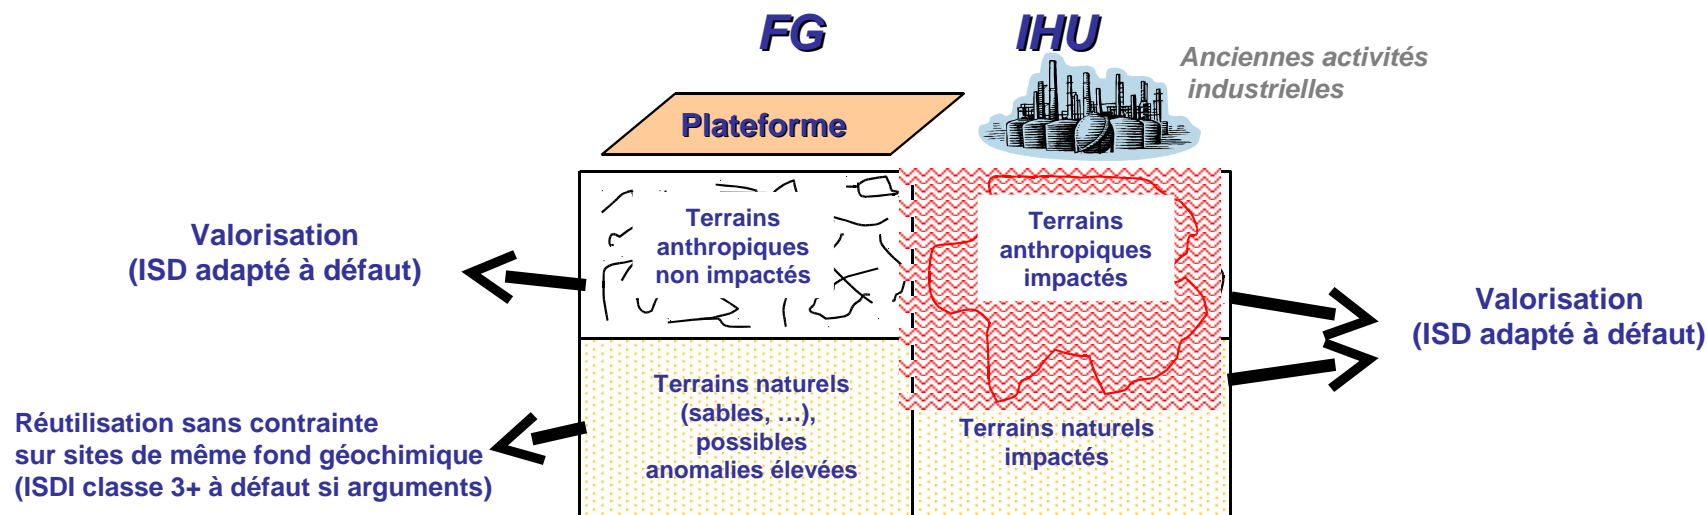 FG
IHU
Anciennes activités
industrielles
Plateforme
Terrains
anthropiques
non impactés
Terrains
anthropiques
impactés
Valorisation
(ISD adapté à défaut)
Valorisation
(ISD adapté à défaut)
Terrains naturels
(sables, …),
possibles
anomalies élevées
Terrains naturels
impactés
Réutilisation sans contrainte
sur sites de même fond géochimique
(ISDI classe 3+ à défaut si arguments)